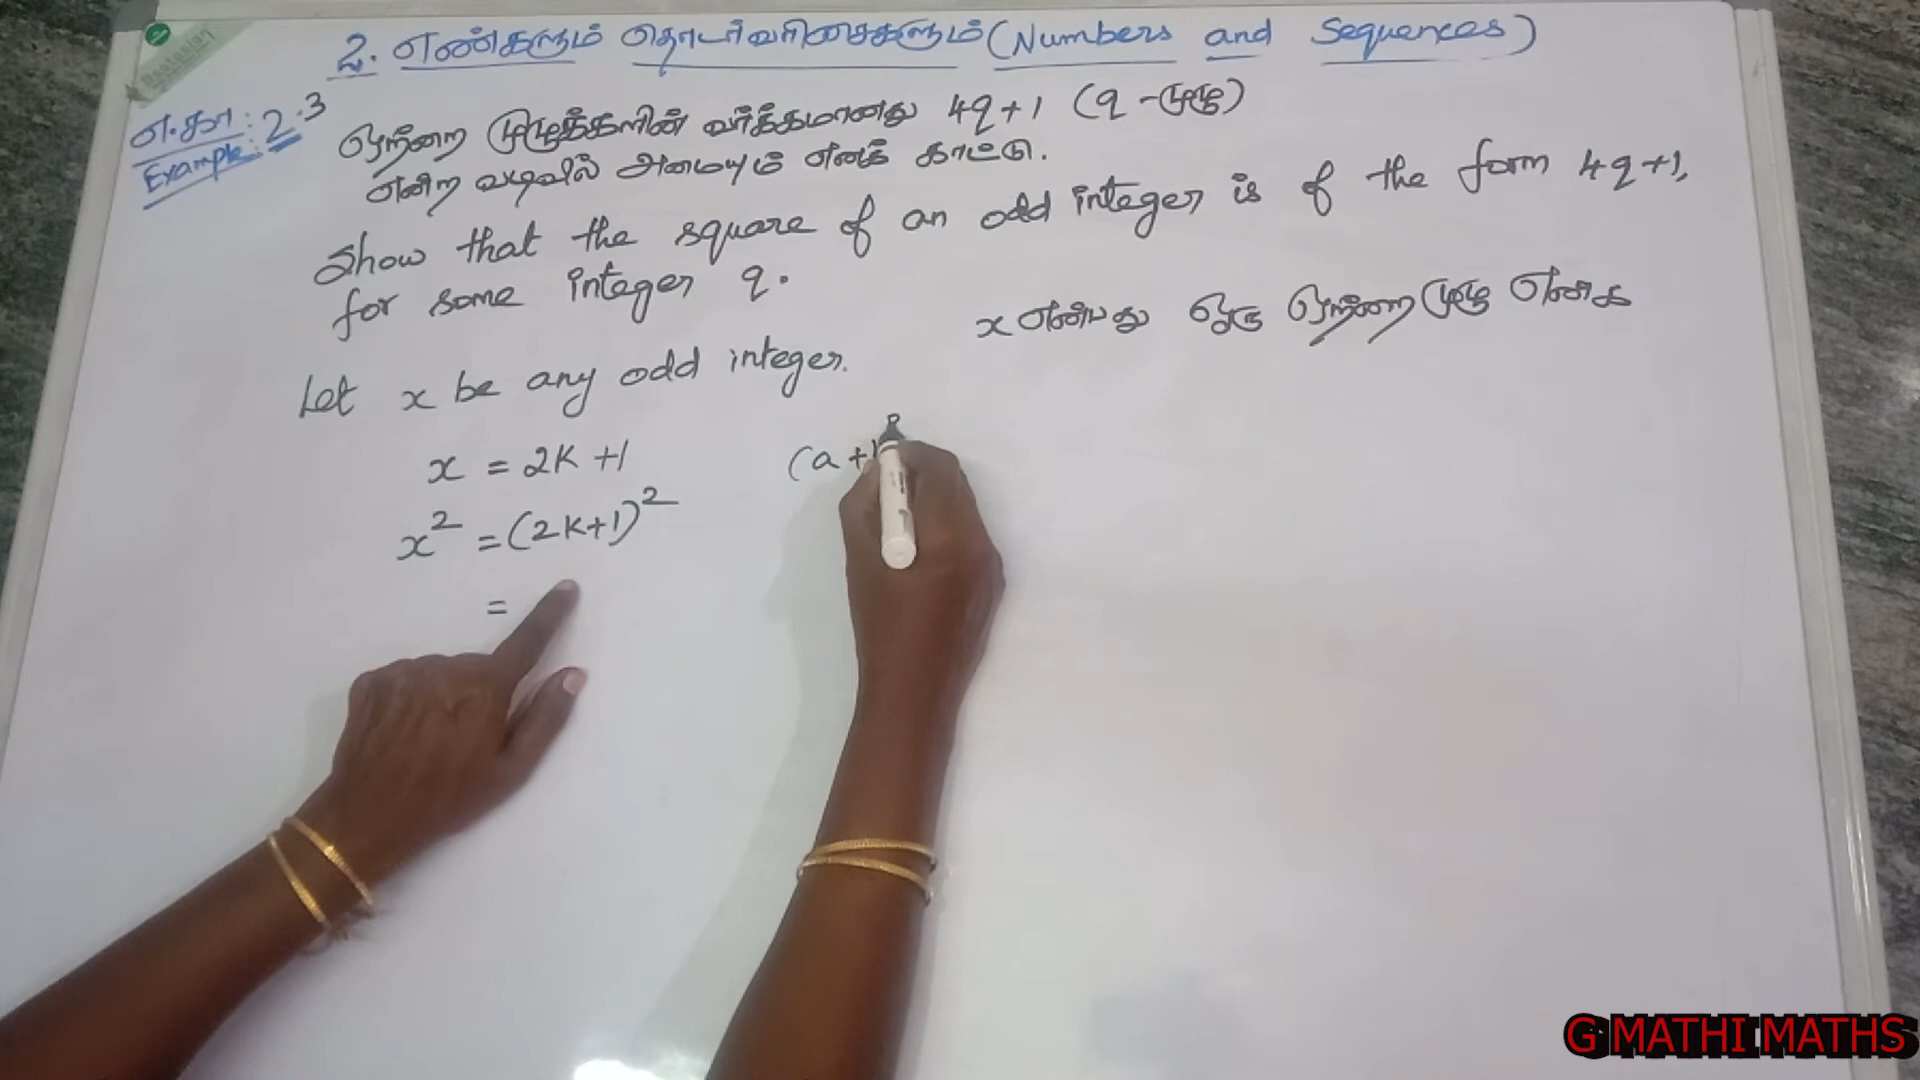 2. எண்களும் தொடர்வரிசைகளும் (Numbers and Sequences)
எ.கா : 2.3
Example:
ஒற்றை முழுக்களின் வர்க்கமானது 4q+1 (q -முழு)
என்ற வடிவில் அமையும் எனக் காட்டு.
Show that the square of an odd integer is of the form 4q+1,
for some integer q.
x என்பது ஒரு ஒற்றை முழு என்க
Let x be any odd integer.
x = 2k +1
(a +
x² = (2k+1)²
=
G MATHI MATHS